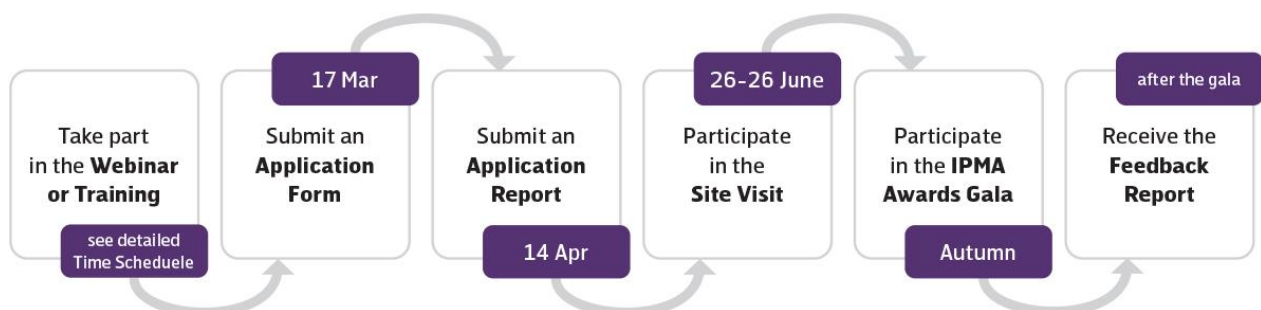 Take part
in the Webinar
or Training
see detailed
Time Scheduele
17 Mar
Submit an
Application
Form
Submit an
Application
Report
14 Apr
26-26 June
Participate
in the
Site Visit
Participate
in the IPMA
Awards Gala
Autumn
after the gala
Receive the
Feedback
Report